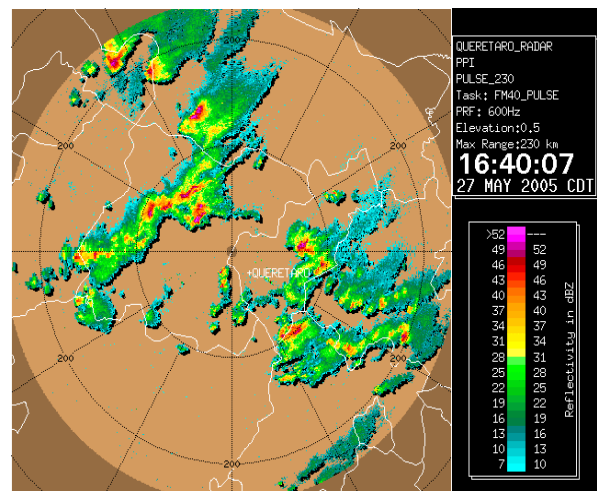 QUERETARO_RADAR
PPI
PULSE_230
Task: FM40_PULSE
PRF: 600Hz
Elevation:0.5
Max Range:230 km
16:40:07
27 MAY 2005 CDT
200
200
200
+QUERETARO
200
200
200
>52 ---
49 52
46 49
43 46
40 43
37 40
34 37
31 34
28 31
25 28
22 25
19 22
16 19
13 16
10 13
7 10
Reflectivity in dBZ